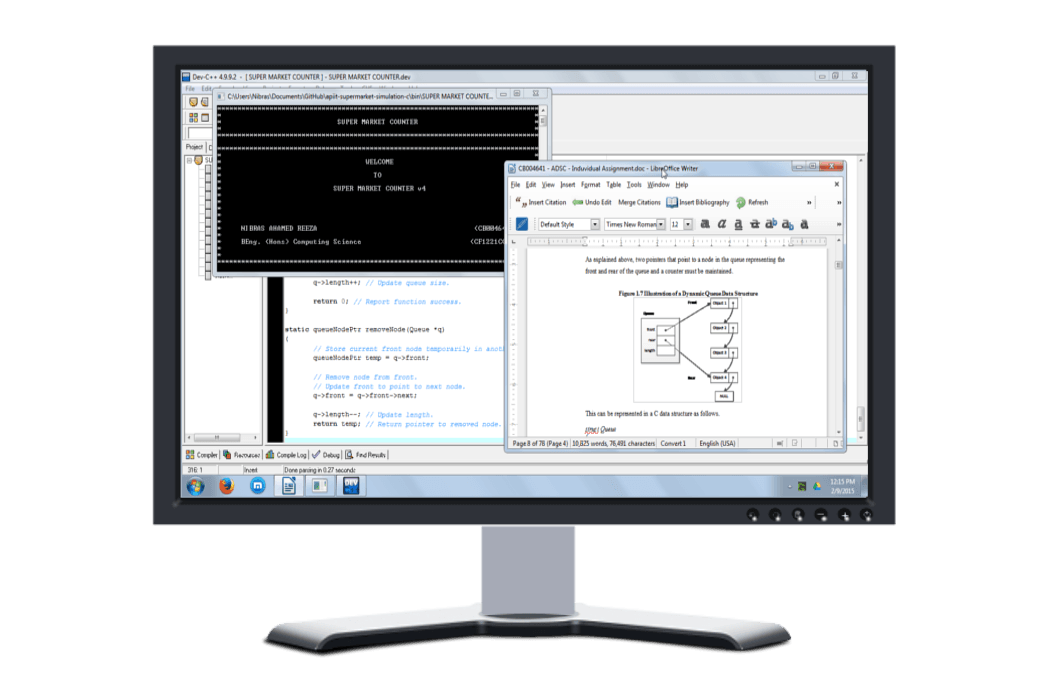 Dev-C++ 4.9.9.2 - [ SUPER MARKET COUNTER ] - SUPER MARKET COUNTER.dev
File Edit
C:\Users\Nibras\Documents\GitHub\apiit-supermarket-simulation-c\bin\SUPER MARKET COUNTE...
SUPER MARKET COUNTER
WELCOME
TO
SUPER MARKET COUNTER v4
NIBRAS AHAMED REEZA
BEng. (Hons) Computing Science
Project
q->length++; // Update queue size.
return 0; // Report function success.
}
static queueNodePtr removeNode(Queue *q)
{
// Store current front node temporarily in anot
queueNodePtr temp = q->front;
// Remove node from front.
// Update front to point to next node.
q->front = q->front->next;
q->length--; // Update length.
return temp; // Return pointer to removed node.
}
CB004641 - ADSC - Induvidual Assignment.doc - LibreOffice Writer
File Edit View Insert Format Table Tools Window Help
Insert Citation Undo Edit Merge Citations Insert Bibliography Refresh
Default Style Times New Roman 12
As explained above, two pointers that point to a node in the queue representing the
front and rear of the queue and a counter must be maintained.
Figure 1.7 Illustration of a Dynamic Queue Data Structure
Front
Object 1
Queue
front
Object 2
rear
length
Object 3
Rear
Object 4
NULL
This can be represented in a C data structure as follows.
struct Queue
Page 8 of 78 (Page 4) 10,625 words, 76,491 characters Convert 1 English (USA)
Compiler Resources Compile Log Debug Find Results
316: 1 Insert Done parsing in 0.27 seconds
DEV
12:15 PM
2/9/2015